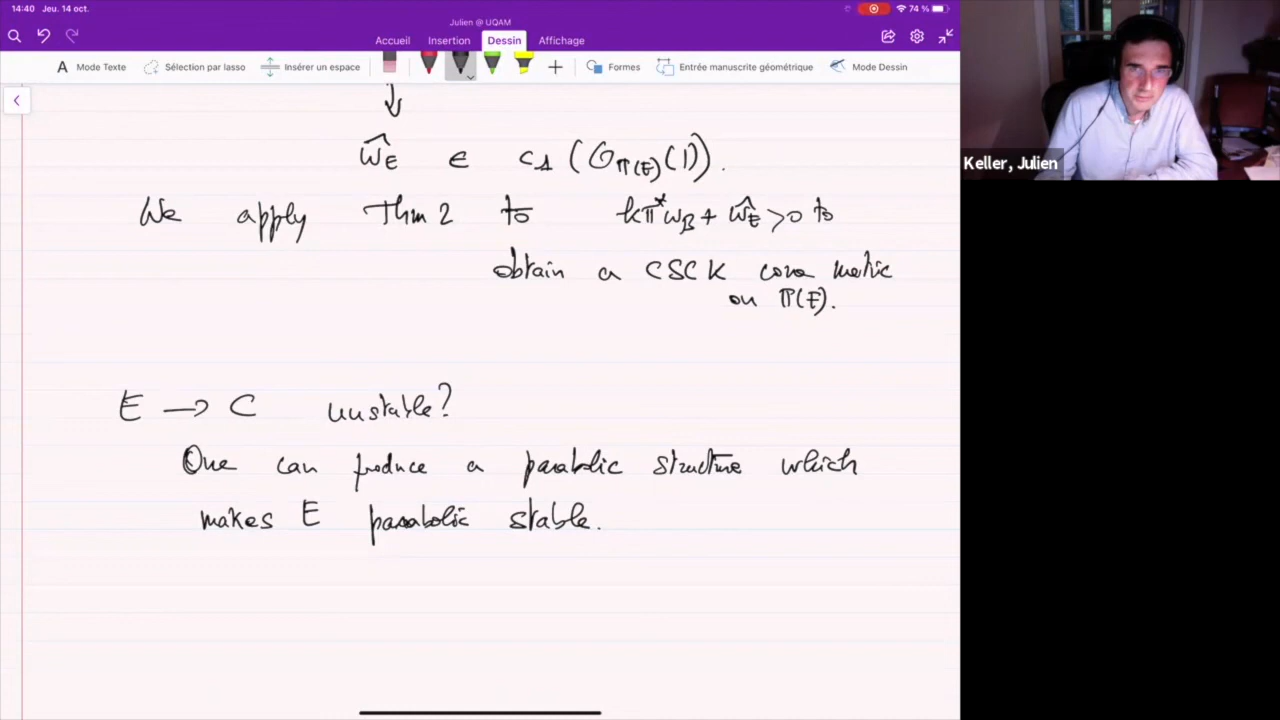 14:40 Jeu. 14 oct.
74 %
Julien @ UQAM
Accueil Insertion Dessin Affichage
A Mode Texte Sélection par lasso Insérer un espace Formes Entrée manuscrite géométrique Mode Dessin
Keller, Julien
ω̂_E ∈ c_1 (O_P(E)(1)).
We apply Thm 2 to kπ*ω_B + ω̂_E > 0 to
obtain a CSCK cone metric
on P(E).
E → C unstable?
One can produce a parabolic structure which
makes E parabolic stable.